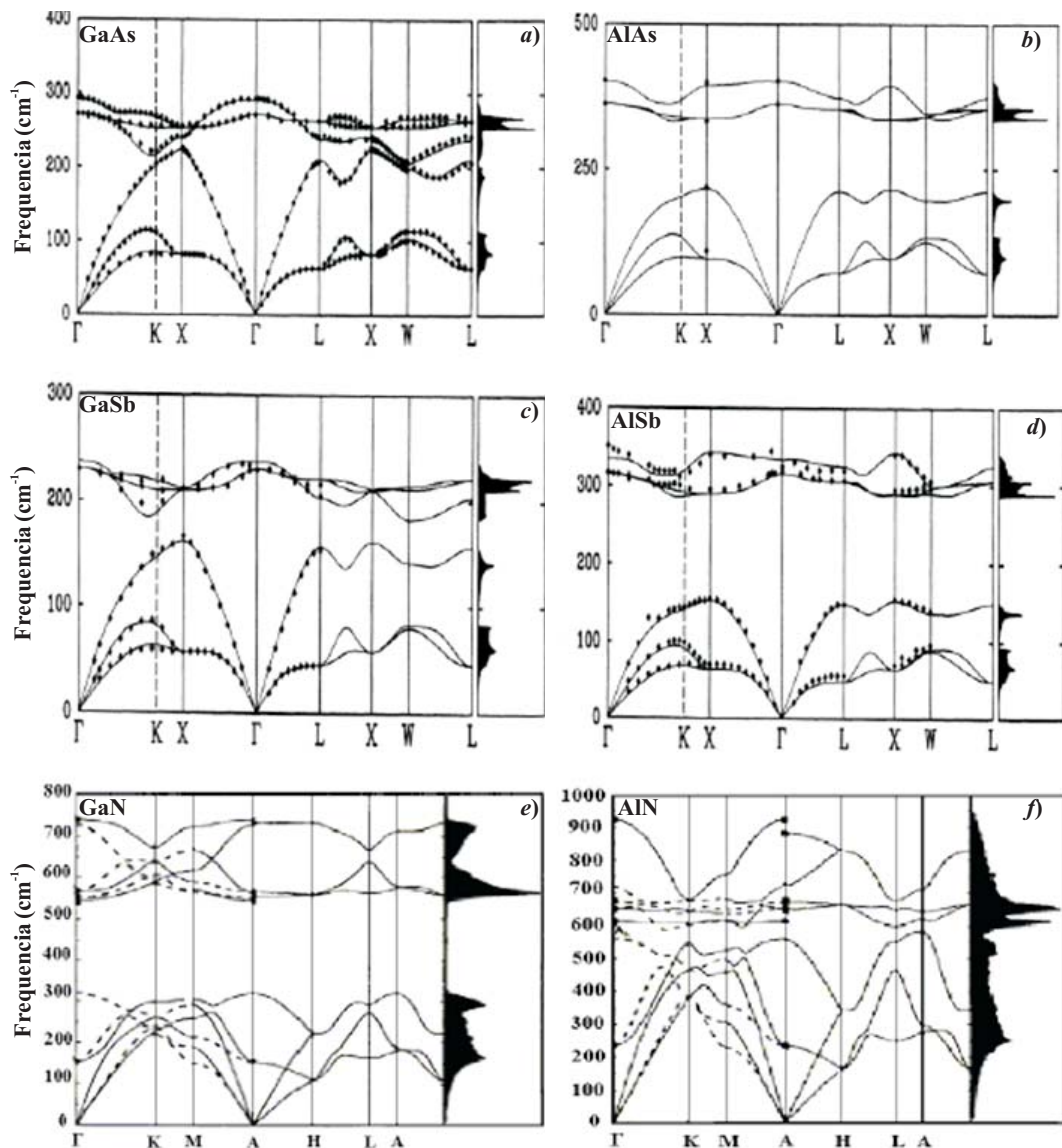 400
GaAs
a)
300
200
100
0
Frequencia (cm-1)
Γ K X Γ L X W L
500
AlAs
b)
250
0
Γ K X Γ L X W L
300
GaSb
c)
200
100
0
Frequencia (cm-1)
Γ K X Γ L X W L
400
AlSb
d)
300
200
100
0
Γ K X Γ L X W L
800
GaN
e)
700
600
500
400
300
200
100
0
Frequencia (cm-1)
Γ K M A H L A
1000
AlN
f)
900
800
700
600
500
400
300
200
100
0
Γ K M A H L A